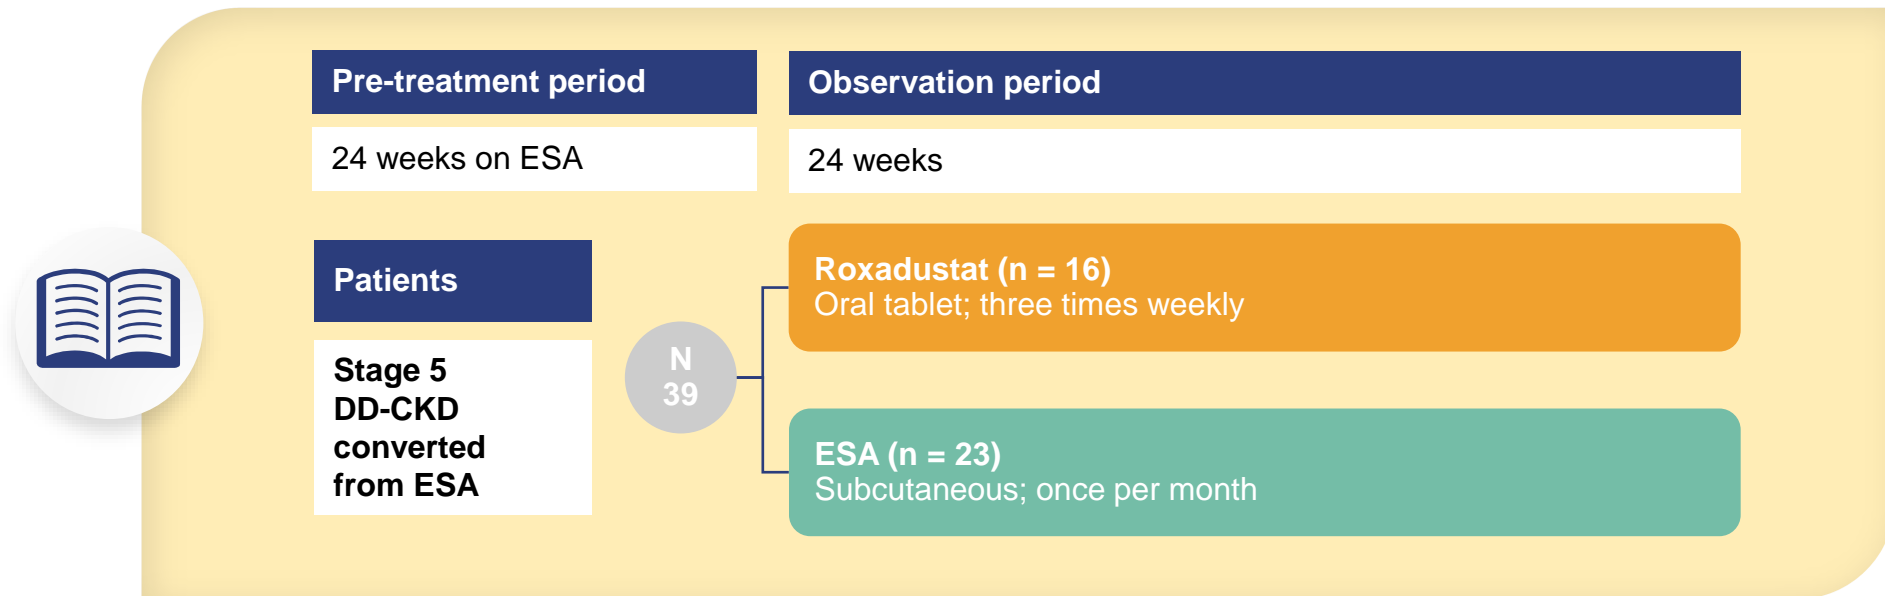 Pre-treatment period
Observation period
24 weeks on ESA
24 weeks
Patients
Stage 5
DD-CKD
converted
from ESA
N
39
Roxadustat (n = 16)
Oral tablet; three times weekly
ESA (n = 23)
Subcutaneous; once per month